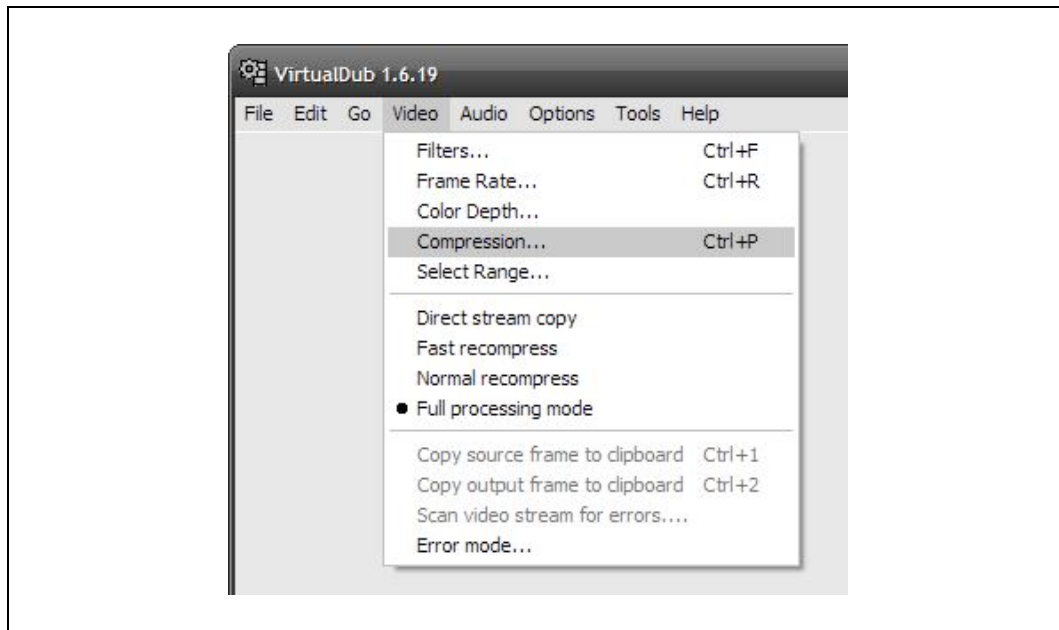 VirtualDub 1.6.19
File Edit Go Video Audio Options Tools Help
Filters... Ctrl+F
Frame Rate... Ctrl+R
Color Depth...
Compression... Ctrl+P
Select Range...
Direct stream copy
Fast recompress
Normal recompress
Full processing mode
Copy source frame to clipboard Ctrl+1
Copy output frame to clipboard Ctrl+2
Scan video stream for errors....
Error mode...